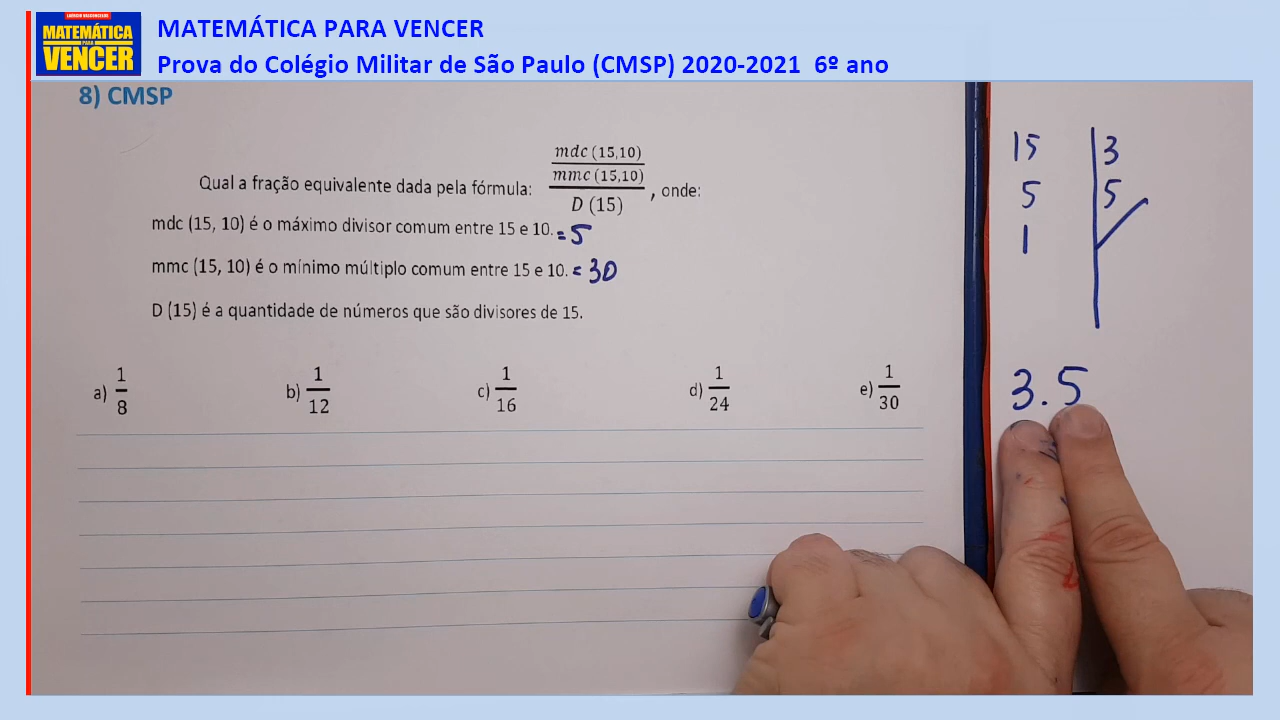 LAÉRCIO VASCONCELOS
MATEMÁTICA
PARA
VENCER
MATEMÁTICA PARA VENCER
Prova do Colégio Militar de São Paulo (CMSP) 2020-2021 6º ano
8) CMSP
mdc (15,10)
mmc (15,10)
D (15)
Qual a fração equivalente dada pela fórmula: , onde:
mdc (15, 10) é o máximo divisor comum entre 15 e 10. = 5
mmc (15, 10) é o mínimo múltiplo comum entre 15 e 10. = 30
D (15) é a quantidade de números que são divisores de 15.
a) 1/8 b) 1/12 c) 1/16 d) 1/24 e) 1/30
15 3
5 5
1
3.5